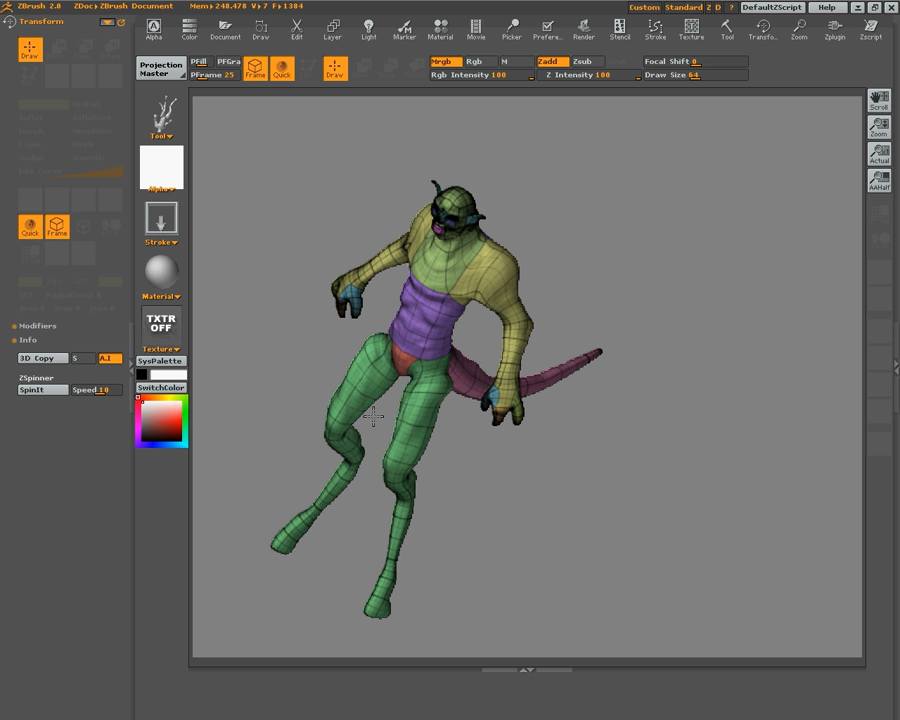 ZBrush 2.0 ZDoc:ZBrush Document Mem:248.478 V:7 F:1384 Custom Standard Z D ? DefaultZScript Help
Transform
Alpha Color Document Draw Edit Layer Light Marker Material Movie Picker Prefere.. Render Stencil Stroke Texture Tool Transfo.. Zoom Zplugin Zscript
Draw
Projection Master
PFill PFGra
PFrame 25
Frame Quick Draw
Mrgb Rgb M Zadd Zsub Focal Shift 0
Rgb Intensity 100 Z Intensity 100 Draw Size 64
Tool
Alpha
Stroke
Material
TXTR
OFF
Texture
SysPalette
SwitchColor
Scroll
Zoom
Actual
AAHalf
Quick Frame
Modifiers
Info
3D Copy S A.I
ZSpinner
SpinIt Speed 10